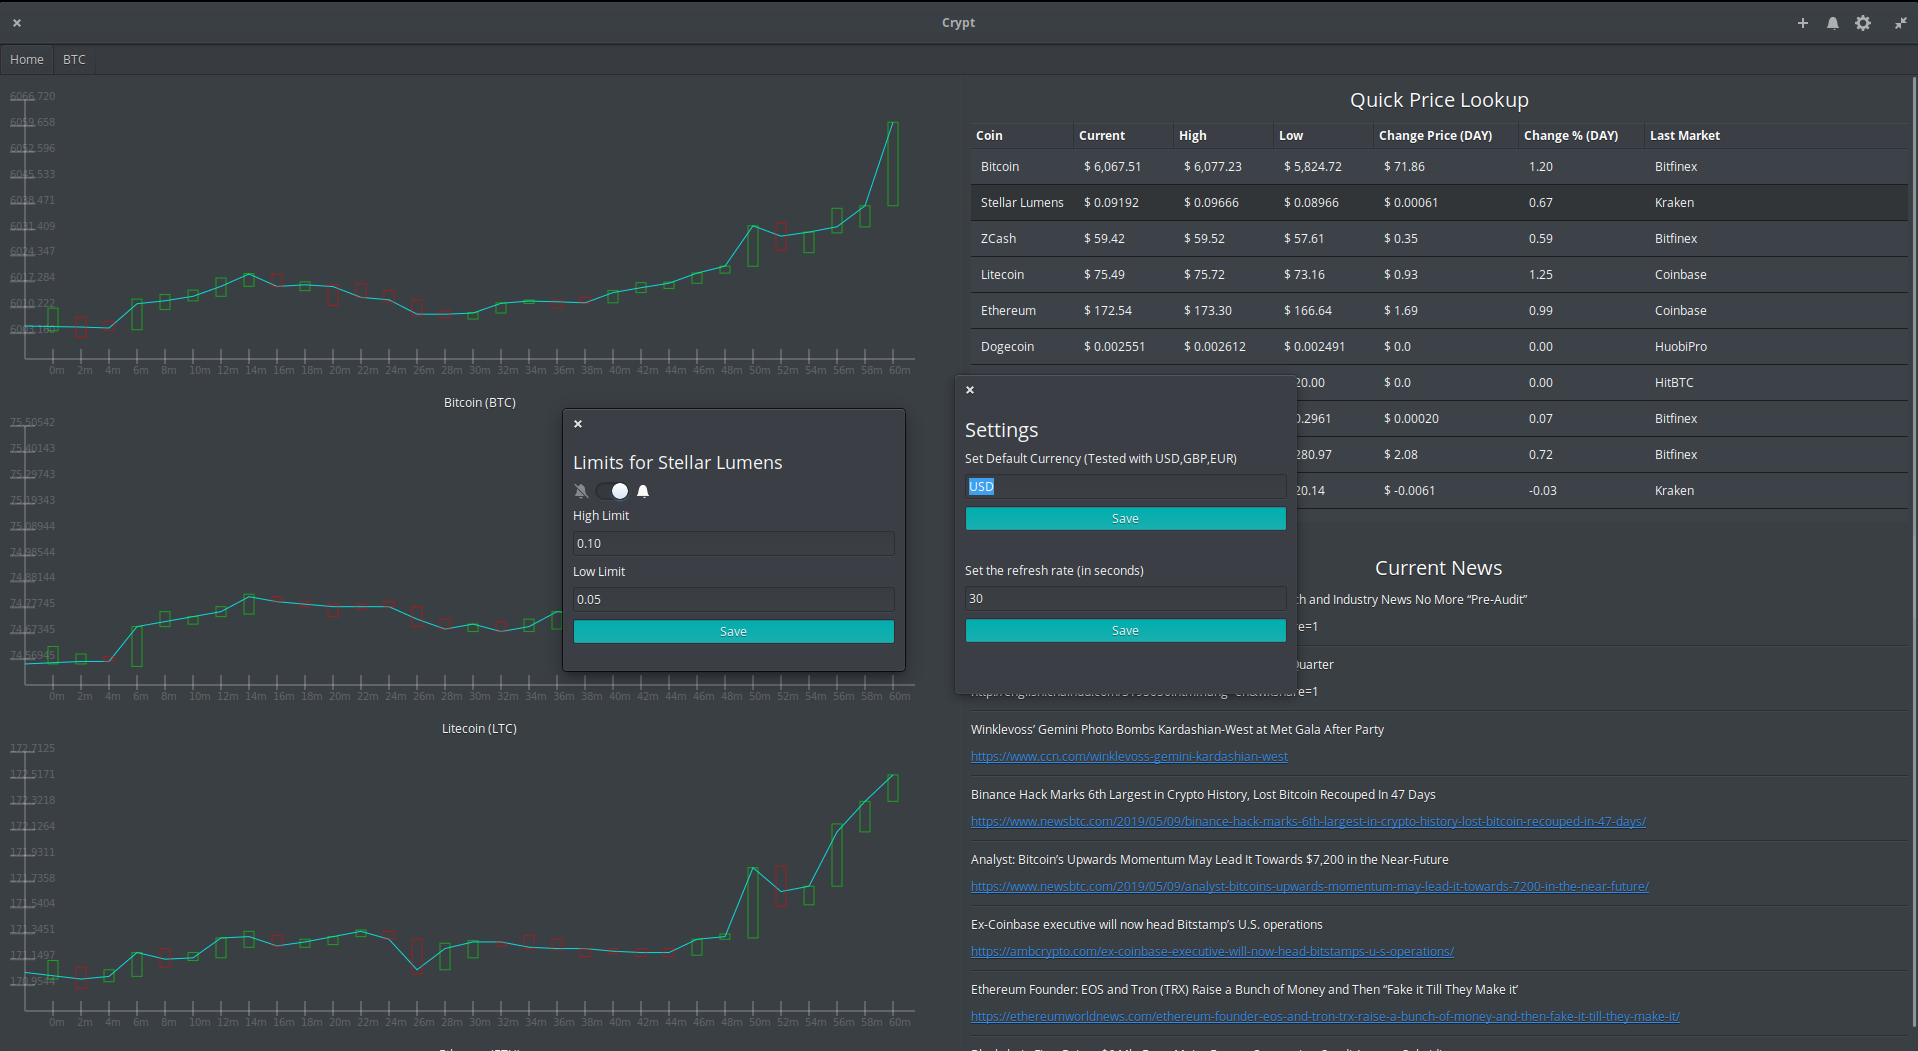 Crypt
Home BTC
6066.720
6059.658
6052.596
6045.533
6038.471
6031.409
6024.347
6017.284
6010.222
6003.160
0m 2m 4m 6m 8m 10m 12m 14m 16m 18m 20m 22m 24m 26m 28m 30m 32m 34m 36m 38m 40m 42m 44m 46m 48m 50m 52m 54m 56m 58m 60m
Bitcoin (BTC)
75.50542
75.40143
75.29743
75.19343
75.08944
74.98544
74.88144
74.77745
74.67345
74.56945
0m 2m 4m 6m 8m 10m 12m 14m 16m 18m 20m 22m 24m 26m 28m 30m 32m 34m 36m 38m 40m 42m 44m 46m 48m 50m 52m 54m 56m 58m 60m
Litecoin (LTC)
172.7125
172.5171
172.3218
172.1264
171.9311
171.7358
171.5404
171.3451
171.1497
170.9544
0m 2m 4m 6m 8m 10m 12m 14m 16m 18m 20m 22m 24m 26m 28m 30m 32m 34m 36m 38m 40m 42m 44m 46m 48m 50m 52m 54m 56m 58m 60m
Limits for Stellar Lumens
High Limit
0.10
Low Limit
0.05
Save
Settings
Set Default Currency (Tested with USD,GBP,EUR)
USD
Save
Set the refresh rate (in seconds)
30
Save
Quick Price Lookup
Coin Current High Low Change Price (DAY) Change % (DAY) Last Market
Bitcoin $ 6,067.51 $ 6,077.23 $ 5,824.72 $ 71.86 1.20 Bitfinex
Stellar Lumens $ 0.09192 $ 0.09666 $ 0.08966 $ 0.00061 0.67 Kraken
ZCash $ 59.42 $ 59.52 $ 57.61 $ 0.35 0.59 Bitfinex
Litecoin $ 75.49 $ 75.72 $ 73.16 $ 0.93 1.25 Coinbase
Ethereum $ 172.54 $ 173.30 $ 166.64 $ 1.69 0.99 Coinbase
Dogecoin $ 0.002551 $ 0.002612 $ 0.002491 $ 0.0 0.00 HuobiPro
20.00 $ 0.0 0.00 HitBTC
0.2961 $ 0.00020 0.07 Bitfinex
280.97 $ 2.08 0.72 Bitfinex
20.14 $ -0.0061 -0.03 Kraken
Current News
ch and Industry News No More “Pre-Audit”
re=1
Quarter
re=1
Winklevoss’ Gemini Photo Bombs Kardashian-West at Met Gala After Party
https://www.ccn.com/winklevoss-gemini-kardashian-west
Binance Hack Marks 6th Largest in Crypto History, Lost Bitcoin Recouped In 47 Days
https://www.newsbtc.com/2019/05/09/binance-hack-marks-6th-largest-in-crypto-history-lost-bitcoin-recouped-in-47-days/
Analyst: Bitcoin’s Upwards Momentum May Lead It Towards $7,200 in the Near-Future
https://www.newsbtc.com/2019/05/09/analyst-bitcoins-upwards-momentum-may-lead-it-towards-7200-in-the-near-future/
Ex-Coinbase executive will now head Bitstamp’s U.S. operations
https://ambcrypto.com/ex-coinbase-executive-will-now-head-bitstamps-u-s-operations/
Ethereum Founder: EOS and Tron (TRX) Raise a Bunch of Money and Then “Fake it Till They Make it’
https://ethereumworldnews.com/ethereum-founder-eos-and-tron-trx-raise-a-bunch-of-money-and-then-fake-it-till-they-make-it/